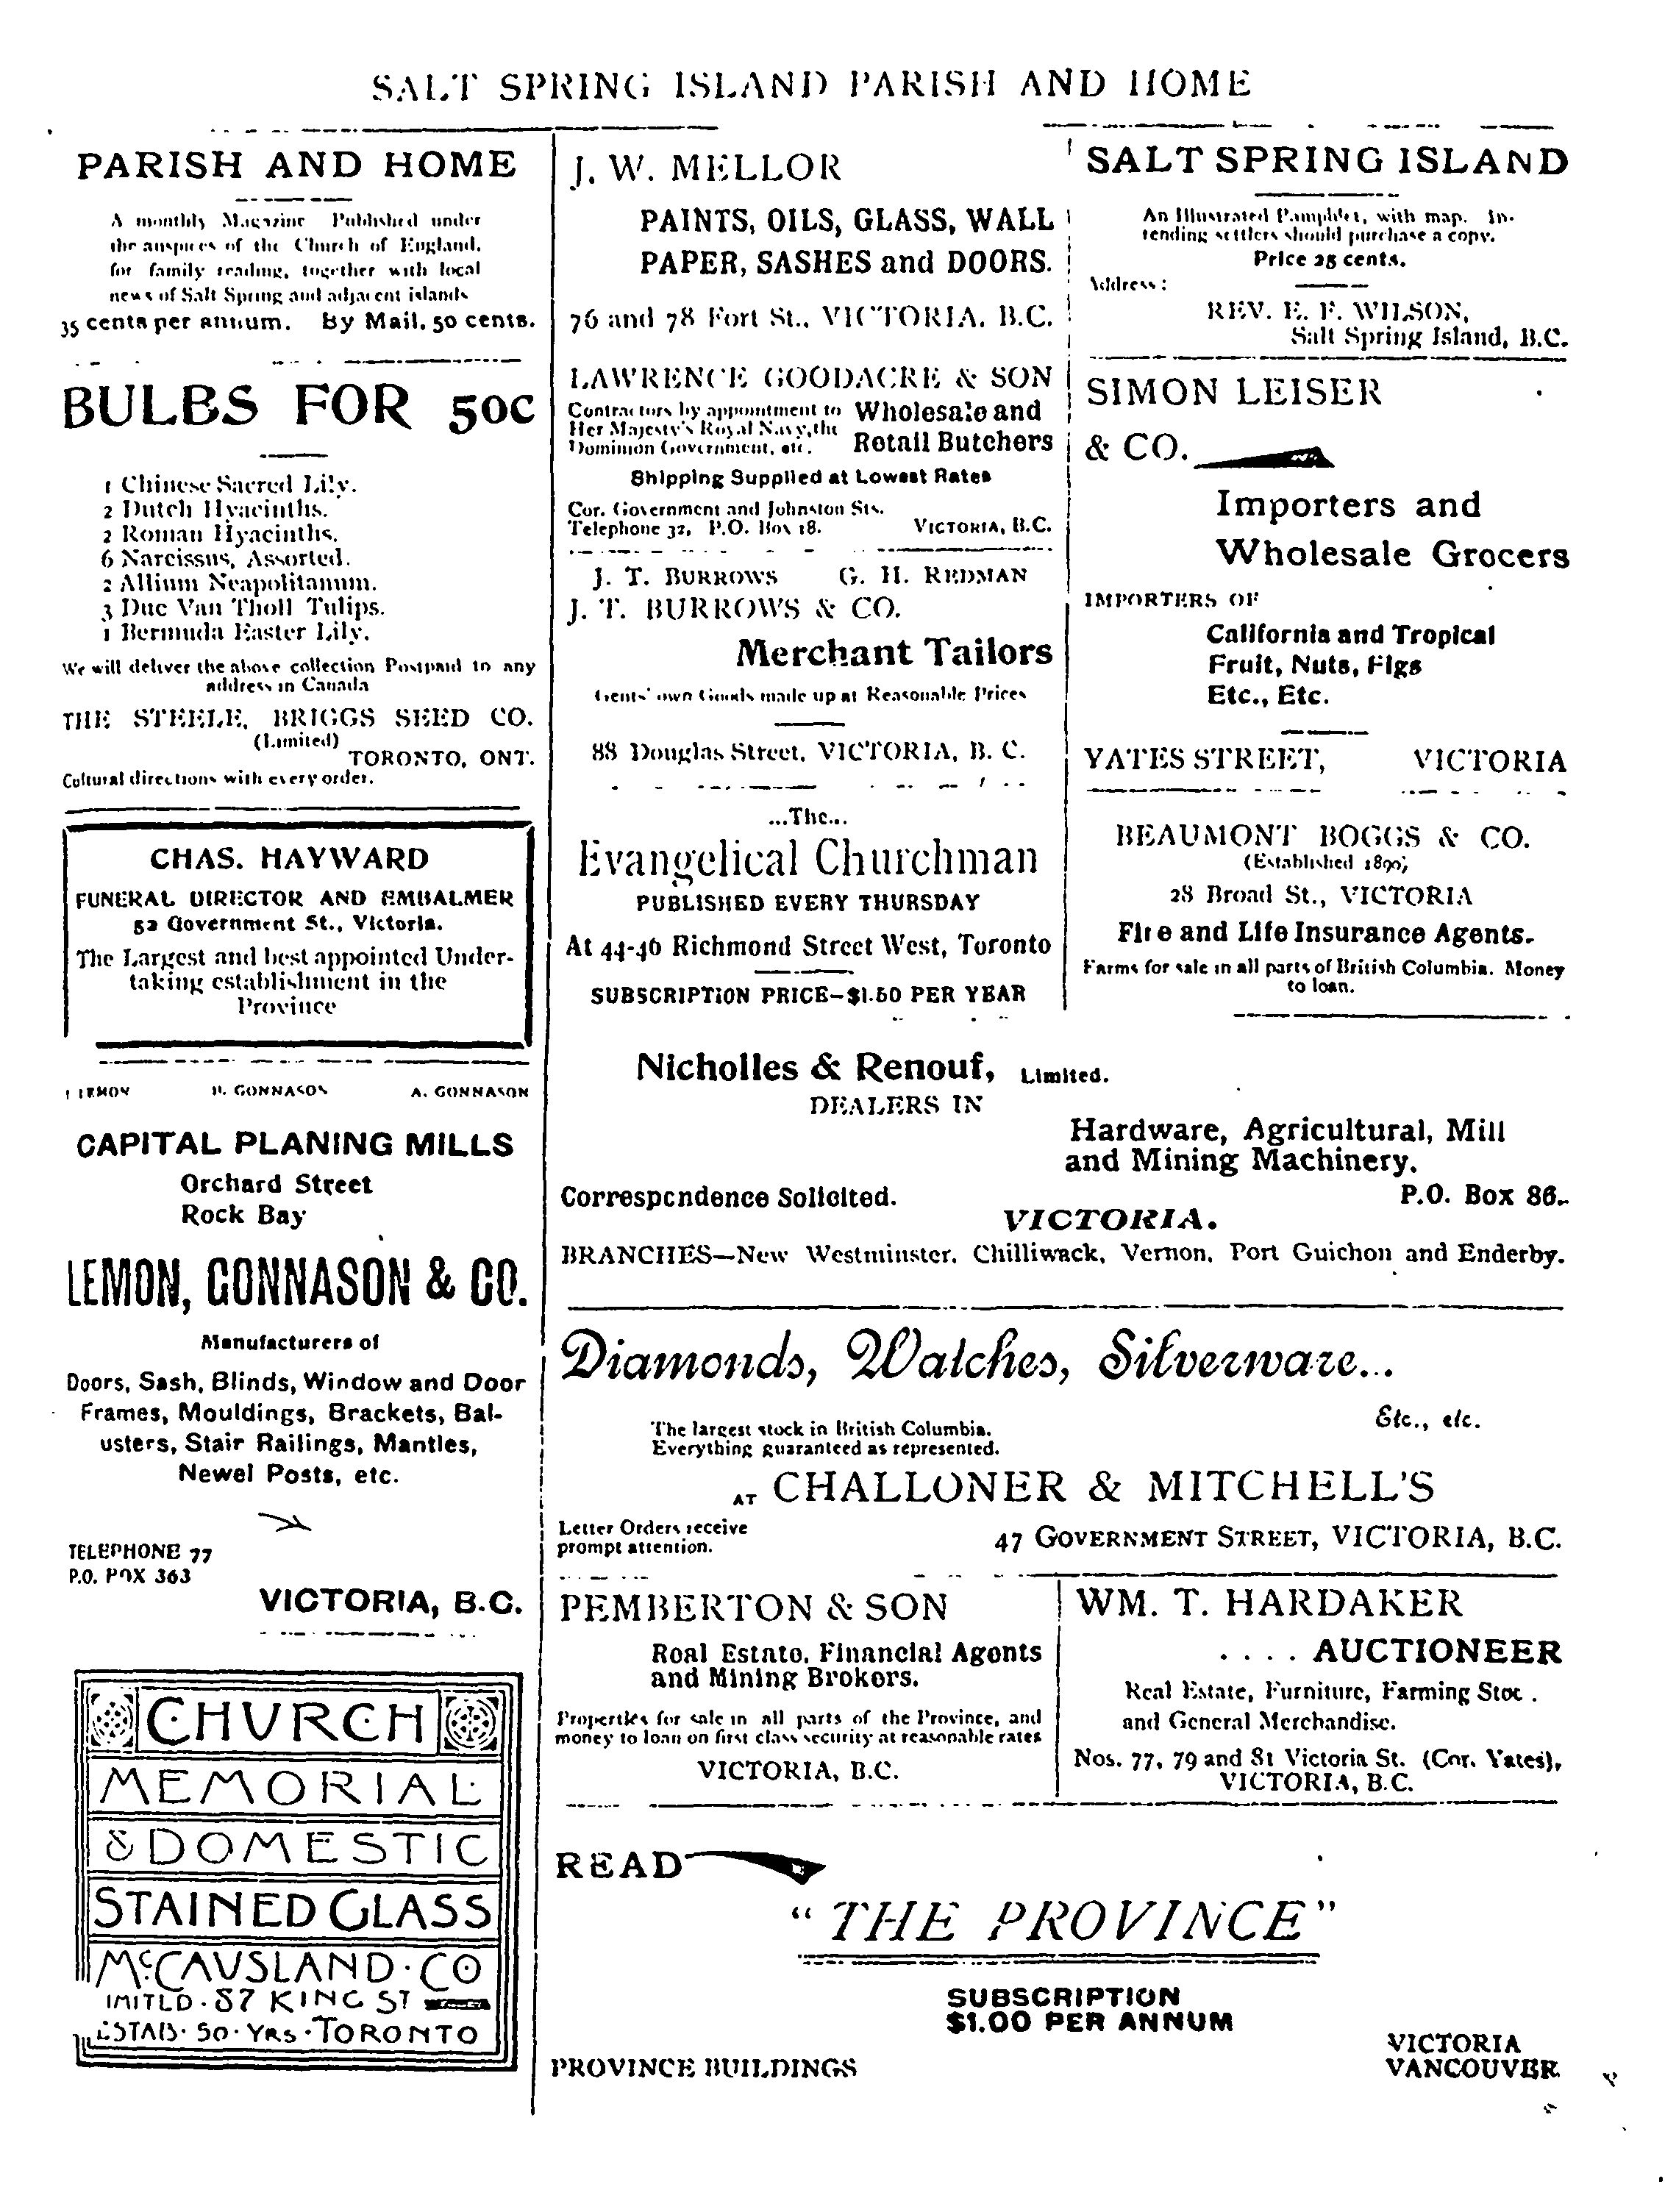 SALT SPRING ISLAND PARISH AND HOME
PARISH AND HOME
A monthly Magazine Published under
the auspices of the Church of England,
for family reading, together with local
news of Salt Spring and adjacent islands
35 cents per annum. By Mail, 50 cents.
BULBS FOR 50c
1 Chinese Sacred Lily.
2 Dutch Hyacinths.
2 Roman Hyacinths.
6 Narcissus, Assorted.
2 Allium Neapolitanum.
3 Duc Van Tholl Tulips.
1 Bermuda Easter Lily.
We will deliver the above collection Postpaid to any
address in Canada
THE STEELE, BRIGGS SEED CO.
(Limited)
TORONTO, ONT.
Cultural directions with every order.
CHAS. HAYWARD
FUNERAL DIRECTOR AND EMBALMER
52 Government St., Victoria.
The Largest and best appointed Under-
taking establishment in the
Province
LEMON H. GONNASON A. GONNASON
CAPITAL PLANING MILLS
Orchard Street
Rock Bay
LEMON, GONNASON & CO.
Manufacturers of
Doors, Sash, Blinds, Window and Door
Frames, Mouldings, Brackets, Bal-
usters, Stair Railings, Mantles,
Newel Posts, etc.
TELEPHONE 77
P.O. BOX 363
VICTORIA, B.C.
CHURCH
MEMORIAL
& DOMESTIC
STAINED GLASS
McCAUSLAND · CO
IMITLD · 87 KING ST
ESTAB · 50 · YRS · TORONTO
J. W. MELLOR
PAINTS, OILS, GLASS, WALL
PAPER, SASHES and DOORS.
76 and 78 Fort St., VICTORIA, B.C.
LAWRENCE GOODACRE & SON
Contractors by appointment to
Her Majesty's Royal Navy, the
Dominion Government, etc.
Wholesale and
Retail Butchers
Shipping Supplied at Lowest Rates
Cor. Government and Johnston Sts.
Telephone 32, P.O. Box 18. VICTORIA, B.C.
J. T. BURROWS G. H. REDMAN
J. T. BURROWS & CO.
Merchant Tailors
Gents' own Goods made up at Reasonable Prices
88 Douglas Street, VICTORIA, B. C.
...The...
Evangelical Churchman
PUBLISHED EVERY THURSDAY
At 44-46 Richmond Street West, Toronto
SUBSCRIPTION PRICE—$1.50 PER YEAR
SALT SPRING ISLAND
An Illustrated Pamphlet, with map. In-
tending settlers should purchase a copy.
Price 25 cents.
Address:
REV. E. F. WILSON,
Salt Spring Island, B.C.
SIMON LEISER
& CO.
Importers and
Wholesale Grocers
IMPORTERS OF
California and Tropical
Fruit, Nuts, Figs
Etc., Etc.
YATES STREET, VICTORIA
BEAUMONT BOGGS & CO.
(Established 1890)
28 Broad St., VICTORIA
Fire and Life Insurance Agents.
Farms for sale in all parts of British Columbia. Money
to loan.
Nicholles & Renouf, Limited.
DEALERS IN
Hardware, Agricultural, Mill
and Mining Machinery.
Correspondence Solicited. P.O. Box 86.
VICTORIA.
BRANCHES—New Westminster, Chilliwack, Vernon, Port Guichon and Enderby.
Diamonds, Watches, Silverware...
Etc., etc.
The largest stock in British Columbia.
Everything guaranteed as represented.
AT CHALLONER & MITCHELL'S
Letter Orders receive
prompt attention.
47 GOVERNMENT STREET, VICTORIA, B.C.
PEMBERTON & SON
Real Estate, Financial Agents
and Mining Brokers.
Properties for sale in all parts of the Province, and
money to loan on first class security at reasonable rates
VICTORIA, B.C.
WM. T. HARDAKER
.... AUCTIONEER
Real Estate, Furniture, Farming Stoc .
and General Merchandise.
Nos. 77, 79 and 81 Victoria St. (Cor. Yates),
VICTORIA, B.C.
READ
"THE PROVINCE"
SUBSCRIPTION
$1.00 PER ANNUM
PROVINCE BUILDINGS
VICTORIA
VANCOUVER